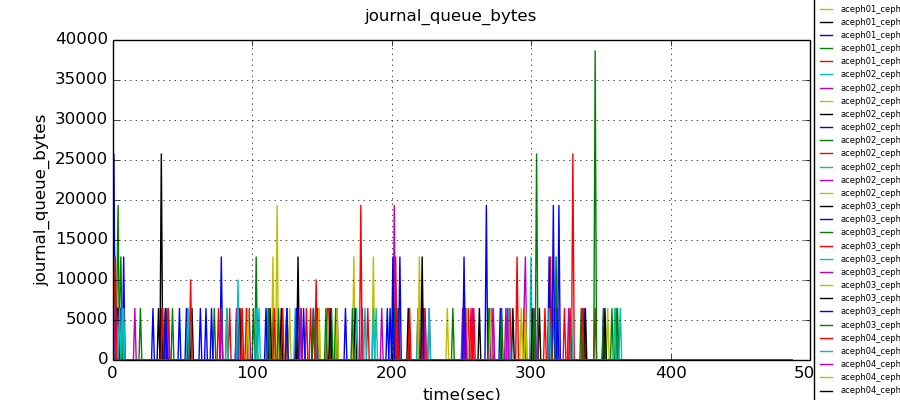 journal_queue_bytes
40000
35000
30000
25000
20000
15000
10000
5000
0
journal_queue_bytes
0 100 200 300 400 50
time(sec)
aceph01_ceph
aceph01_ceph
aceph01_ceph
aceph01_ceph
aceph01_ceph
aceph02_ceph
aceph02_ceph
aceph02_ceph
aceph02_ceph
aceph02_ceph
aceph02_ceph
aceph02_ceph
aceph02_ceph
aceph02_ceph
aceph02_ceph
aceph03_ceph
aceph03_ceph
aceph03_ceph
aceph03_ceph
aceph03_ceph
aceph03_ceph
aceph03_ceph
aceph03_ceph
aceph03_ceph
aceph03_ceph
aceph04_ceph
aceph04_ceph
aceph04_ceph
aceph04_ceph
aceph04_ceph